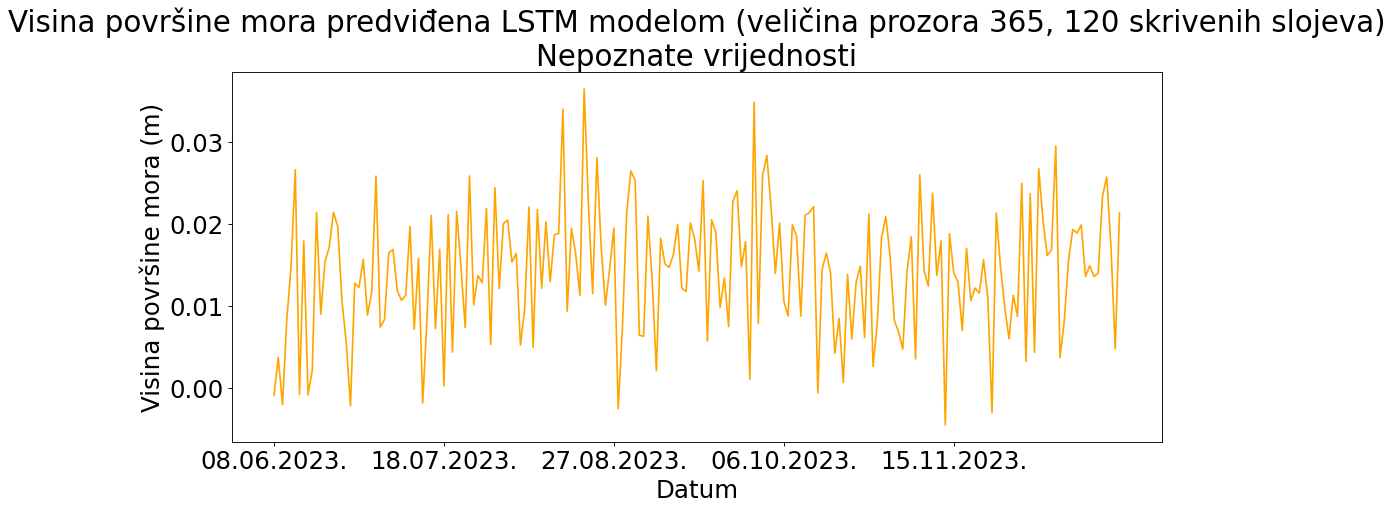 Visina površine mora predviđena LSTM modelom (veličina prozora 365, 120 skrivenih slojeva)
Nepoznate vrijednosti
Visina površine mora (m)
0.03
0.02
0.01
0.00
08.06.2023. 18.07.2023. 27.08.2023. 06.10.2023. 15.11.2023.
Datum